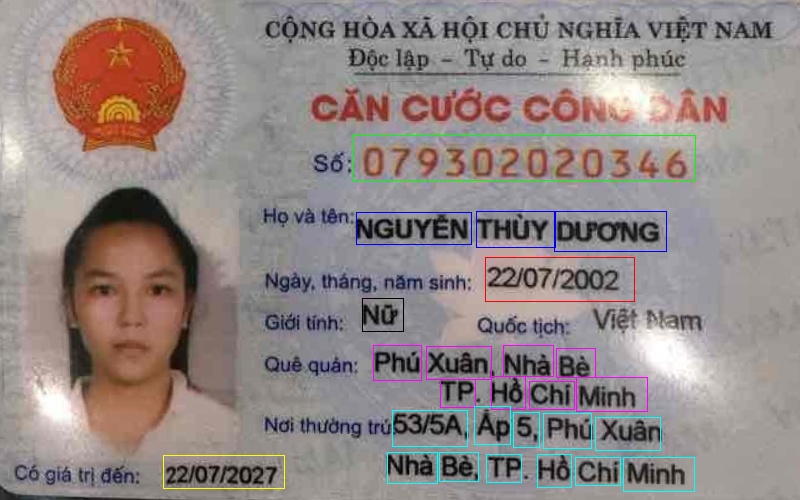 CỘNG HÒA XÃ HỘI CHỦ NGHĨA VIỆT NAM
Độc lập - Tự do - Hạnh phúc
CĂN CƯỚC CÔNG DÂN
Số: 079302020346
Họ và tên: NGUYỄN THÙY DƯƠNG
Ngày, tháng, năm sinh: 22/07/2002
Giới tính: Nữ Quốc tịch: Việt Nam
Quê quán: Phú Xuân, Nhà Bè
TP. Hồ Chí Minh
Nơi thường trú: 53/5A, Ấp 5, Phú Xuân
Nhà Bè, TP. Hồ Chí Minh
Có giá trị đến: 22/07/2027